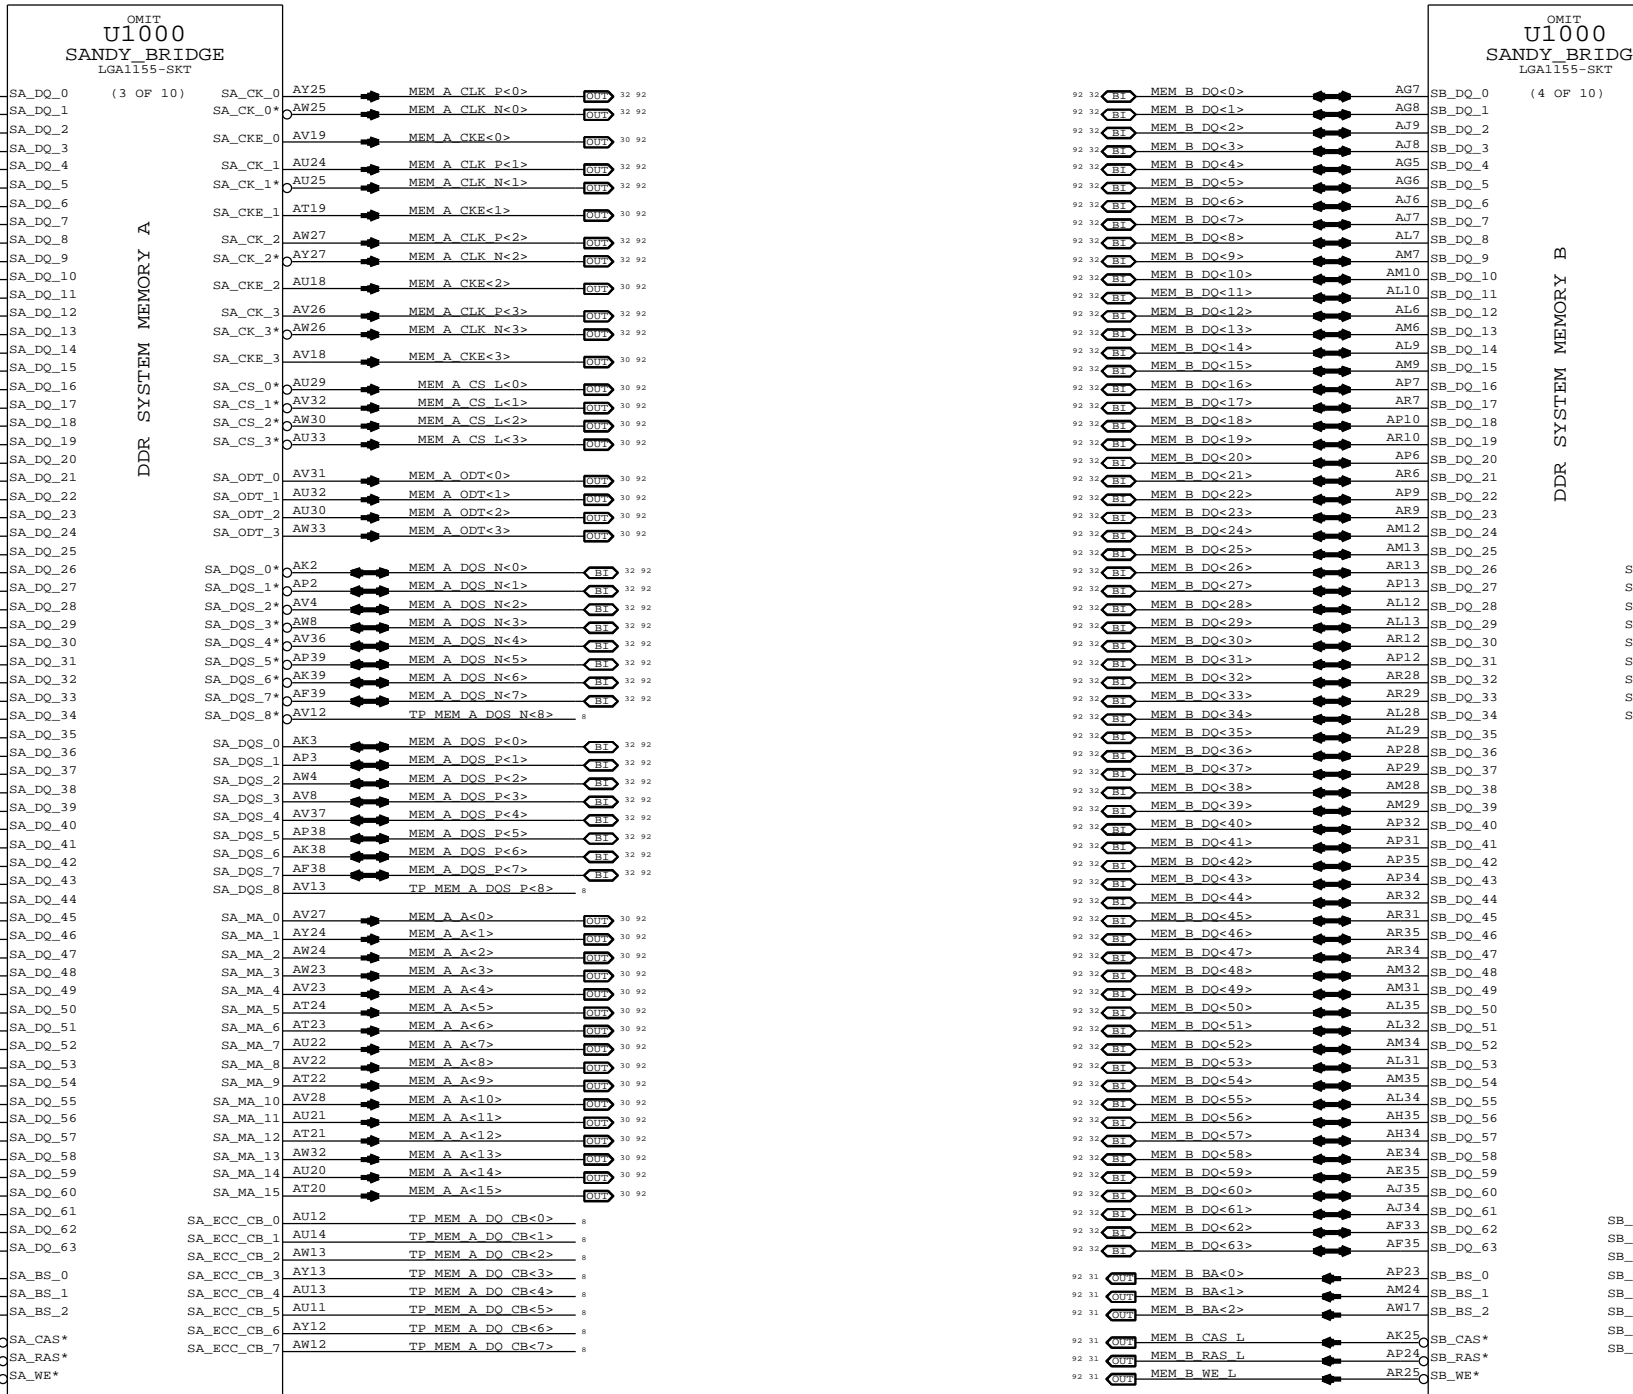 OMIT
U1000
SANDY_BRIDGE
LGA1155-SKT
(3 OF 10)
DDR SYSTEM MEMORY A
SA_DQ_0
SA_DQ_1
SA_DQ_2
SA_DQ_3
SA_DQ_4
SA_DQ_5
SA_DQ_6
SA_DQ_7
SA_DQ_8
SA_DQ_9
SA_DQ_10
SA_DQ_11
SA_DQ_12
SA_DQ_13
SA_DQ_14
SA_DQ_15
SA_DQ_16
SA_DQ_17
SA_DQ_18
SA_DQ_19
SA_DQ_20
SA_DQ_21
SA_DQ_22
SA_DQ_23
SA_DQ_24
SA_DQ_25
SA_DQ_26
SA_DQ_27
SA_DQ_28
SA_DQ_29
SA_DQ_30
SA_DQ_31
SA_DQ_32
SA_DQ_33
SA_DQ_34
SA_DQ_35
SA_DQ_36
SA_DQ_37
SA_DQ_38
SA_DQ_39
SA_DQ_40
SA_DQ_41
SA_DQ_42
SA_DQ_43
SA_DQ_44
SA_DQ_45
SA_DQ_46
SA_DQ_47
SA_DQ_48
SA_DQ_49
SA_DQ_50
SA_DQ_51
SA_DQ_52
SA_DQ_53
SA_DQ_54
SA_DQ_55
SA_DQ_56
SA_DQ_57
SA_DQ_58
SA_DQ_59
SA_DQ_60
SA_DQ_61
SA_DQ_62
SA_DQ_63
SA_BS_0
SA_BS_1
SA_BS_2
SA_CAS*
SA_RAS*
SA_WE*
SA_CK_0 AY25 MEM_A_CLK_P<0> OUT 32 92
SA_CK_0* AW25 MEM_A_CLK_N<0> OUT 32 92
SA_CKE_0 AV19 MEM_A_CKE<0> OUT 30 92
SA_CK_1 AU24 MEM_A_CLK_P<1> OUT 32 92
SA_CK_1* AU25 MEM_A_CLK_N<1> OUT 32 92
SA_CKE_1 AT19 MEM_A_CKE<1> OUT 30 92
SA_CK_2 AW27 MEM_A_CLK_P<2> OUT 32 92
SA_CK_2* AY27 MEM_A_CLK_N<2> OUT 32 92
SA_CKE_2 AU18 MEM_A_CKE<2> OUT 30 92
SA_CK_3 AV26 MEM_A_CLK_P<3> OUT 32 92
SA_CK_3* AW26 MEM_A_CLK_N<3> OUT 32 92
SA_CKE_3 AV18 MEM_A_CKE<3> OUT 30 92
SA_CS_0* AU29 MEM_A_CS_L<0> OUT 30 92
SA_CS_1* AV32 MEM_A_CS_L<1> OUT 30 92
SA_CS_2* AW30 MEM_A_CS_L<2> OUT 30 92
SA_CS_3* AU33 MEM_A_CS_L<3> OUT 30 92
SA_ODT_0 AV31 MEM_A_ODT<0> OUT 30 92
SA_ODT_1 AU32 MEM_A_ODT<1> OUT 30 92
SA_ODT_2 AU30 MEM_A_ODT<2> OUT 30 92
SA_ODT_3 AW33 MEM_A_ODT<3> OUT 30 92
SA_DQS_0* AK2 MEM_A_DQS_N<0> BI 32 92
SA_DQS_1* AP2 MEM_A_DQS_N<1> BI 32 92
SA_DQS_2* AV4 MEM_A_DQS_N<2> BI 32 92
SA_DQS_3* AW8 MEM_A_DQS_N<3> BI 32 92
SA_DQS_4* AV36 MEM_A_DQS_N<4> BI 32 92
SA_DQS_5* AP39 MEM_A_DQS_N<5> BI 32 92
SA_DQS_6* AK39 MEM_A_DQS_N<6> BI 32 92
SA_DQS_7* AF39 MEM_A_DQS_N<7> BI 32 92
SA_DQS_8* AV12 TP_MEM_A_DQS_N<8> 8
SA_DQS_0 AK3 MEM_A_DQS_P<0> BI 32 92
SA_DQS_1 AP3 MEM_A_DQS_P<1> BI 32 92
SA_DQS_2 AW4 MEM_A_DQS_P<2> BI 32 92
SA_DQS_3 AV8 MEM_A_DQS_P<3> BI 32 92
SA_DQS_4 AV37 MEM_A_DQS_P<4> BI 32 92
SA_DQS_5 AP38 MEM_A_DQS_P<5> BI 32 92
SA_DQS_6 AK38 MEM_A_DQS_P<6> BI 32 92
SA_DQS_7 AF38 MEM_A_DQS_P<7> BI 32 92
SA_DQS_8 AV13 TP_MEM_A_DQS_P<8> 8
SA_MA_0 AV27 MEM_A_A<0> OUT 30 92
SA_MA_1 AY24 MEM_A_A<1> OUT 30 92
SA_MA_2 AW24 MEM_A_A<2> OUT 30 92
SA_MA_3 AW23 MEM_A_A<3> OUT 30 92
SA_MA_4 AV23 MEM_A_A<4> OUT 30 92
SA_MA_5 AT24 MEM_A_A<5> OUT 30 92
SA_MA_6 AT23 MEM_A_A<6> OUT 30 92
SA_MA_7 AU22 MEM_A_A<7> OUT 30 92
SA_MA_8 AV22 MEM_A_A<8> OUT 30 92
SA_MA_9 AT22 MEM_A_A<9> OUT 30 92
SA_MA_10 AV28 MEM_A_A<10> OUT 30 92
SA_MA_11 AU21 MEM_A_A<11> OUT 30 92
SA_MA_12 AT21 MEM_A_A<12> OUT 30 92
SA_MA_13 AW32 MEM_A_A<13> OUT 30 92
SA_MA_14 AU20 MEM_A_A<14> OUT 30 92
SA_MA_15 AT20 MEM_A_A<15> OUT 30 92
SA_ECC_CB_0 AU12 TP_MEM_A_DQ_CB<0> 8
SA_ECC_CB_1 AU14 TP_MEM_A_DQ_CB<1> 8
SA_ECC_CB_2 AW13 TP_MEM_A_DQ_CB<2> 8
SA_ECC_CB_3 AY13 TP_MEM_A_DQ_CB<3> 8
SA_ECC_CB_4 AU13 TP_MEM_A_DQ_CB<4> 8
SA_ECC_CB_5 AU11 TP_MEM_A_DQ_CB<5> 8
SA_ECC_CB_6 AY12 TP_MEM_A_DQ_CB<6> 8
SA_ECC_CB_7 AW12 TP_MEM_A_DQ_CB<7> 8
OMIT
U1000
SANDY_BRIDG
LGA1155-SKT
(4 OF 10)
DDR SYSTEM MEMORY B
92 32 BI MEM_B_DQ<0> AG7 SB_DQ_0
92 32 BI MEM_B_DQ<1> AG8 SB_DQ_1
92 32 BI MEM_B_DQ<2> AJ9 SB_DQ_2
92 32 BI MEM_B_DQ<3> AJ8 SB_DQ_3
92 32 BI MEM_B_DQ<4> AG5 SB_DQ_4
92 32 BI MEM_B_DQ<5> AG6 SB_DQ_5
92 32 BI MEM_B_DQ<6> AJ6 SB_DQ_6
92 32 BI MEM_B_DQ<7> AJ7 SB_DQ_7
92 32 BI MEM_B_DQ<8> AL7 SB_DQ_8
92 32 BI MEM_B_DQ<9> AM7 SB_DQ_9
92 32 BI MEM_B_DQ<10> AM10 SB_DQ_10
92 32 BI MEM_B_DQ<11> AL10 SB_DQ_11
92 32 BI MEM_B_DQ<12> AL6 SB_DQ_12
92 32 BI MEM_B_DQ<13> AM6 SB_DQ_13
92 32 BI MEM_B_DQ<14> AL9 SB_DQ_14
92 32 BI MEM_B_DQ<15> AM9 SB_DQ_15
92 32 BI MEM_B_DQ<16> AP7 SB_DQ_16
92 32 BI MEM_B_DQ<17> AR7 SB_DQ_17
92 32 BI MEM_B_DQ<18> AP10 SB_DQ_18
92 32 BI MEM_B_DQ<19> AR10 SB_DQ_19
92 32 BI MEM_B_DQ<20> AP6 SB_DQ_20
92 32 BI MEM_B_DQ<21> AR6 SB_DQ_21
92 32 BI MEM_B_DQ<22> AP9 SB_DQ_22
92 32 BI MEM_B_DQ<23> AR9 SB_DQ_23
92 32 BI MEM_B_DQ<24> AM12 SB_DQ_24
92 32 BI MEM_B_DQ<25> AM13 SB_DQ_25
92 32 BI MEM_B_DQ<26> AR13 SB_DQ_26 S
92 32 BI MEM_B_DQ<27> AP13 SB_DQ_27 S
92 32 BI MEM_B_DQ<28> AL12 SB_DQ_28 S
92 32 BI MEM_B_DQ<29> AL13 SB_DQ_29 S
92 32 BI MEM_B_DQ<30> AR12 SB_DQ_30 S
92 32 BI MEM_B_DQ<31> AP12 SB_DQ_31 S
92 32 BI MEM_B_DQ<32> AR28 SB_DQ_32 S
92 32 BI MEM_B_DQ<33> AR29 SB_DQ_33 S
92 32 BI MEM_B_DQ<34> AL28 SB_DQ_34 S
92 32 BI MEM_B_DQ<35> AL29 SB_DQ_35
92 32 BI MEM_B_DQ<36> AP28 SB_DQ_36
92 32 BI MEM_B_DQ<37> AP29 SB_DQ_37
92 32 BI MEM_B_DQ<38> AM28 SB_DQ_38
92 32 BI MEM_B_DQ<39> AM29 SB_DQ_39
92 32 BI MEM_B_DQ<40> AP32 SB_DQ_40
92 32 BI MEM_B_DQ<41> AP31 SB_DQ_41
92 32 BI MEM_B_DQ<42> AP35 SB_DQ_42
92 32 BI MEM_B_DQ<43> AP34 SB_DQ_43
92 32 BI MEM_B_DQ<44> AR32 SB_DQ_44
92 32 BI MEM_B_DQ<45> AR31 SB_DQ_45
92 32 BI MEM_B_DQ<46> AR35 SB_DQ_46
92 32 BI MEM_B_DQ<47> AR34 SB_DQ_47
92 32 BI MEM_B_DQ<48> AM32 SB_DQ_48
92 32 BI MEM_B_DQ<49> AM31 SB_DQ_49
92 32 BI MEM_B_DQ<50> AL35 SB_DQ_50
92 32 BI MEM_B_DQ<51> AL32 SB_DQ_51
92 32 BI MEM_B_DQ<52> AM34 SB_DQ_52
92 32 BI MEM_B_DQ<53> AL31 SB_DQ_53
92 32 BI MEM_B_DQ<54> AM35 SB_DQ_54
92 32 BI MEM_B_DQ<55> AL34 SB_DQ_55
92 32 BI MEM_B_DQ<56> AH35 SB_DQ_56
92 32 BI MEM_B_DQ<57> AH34 SB_DQ_57
92 32 BI MEM_B_DQ<58> AE34 SB_DQ_58
92 32 BI MEM_B_DQ<59> AE35 SB_DQ_59
92 32 BI MEM_B_DQ<60> AJ35 SB_DQ_60
92 32 BI MEM_B_DQ<61> AJ34 SB_DQ_61
92 32 BI MEM_B_DQ<62> AF33 SB_DQ_62
92 32 BI MEM_B_DQ<63> AF35 SB_DQ_63
92 31 OUT MEM_B_BA<0> AP23 SB_BS_0
92 31 OUT MEM_B_BA<1> AM24 SB_BS_1
92 31 OUT MEM_B_BA<2> AW17 SB_BS_2
92 31 OUT MEM_B_CAS_L AK25 SB_CAS*
92 31 OUT MEM_B_RAS_L AP24 SB_RAS*
92 31 OUT MEM_B_WE_L AR25 SB_WE*
SB_
SB_
SB_
SB_
SB_
SB_
SB_
SB_